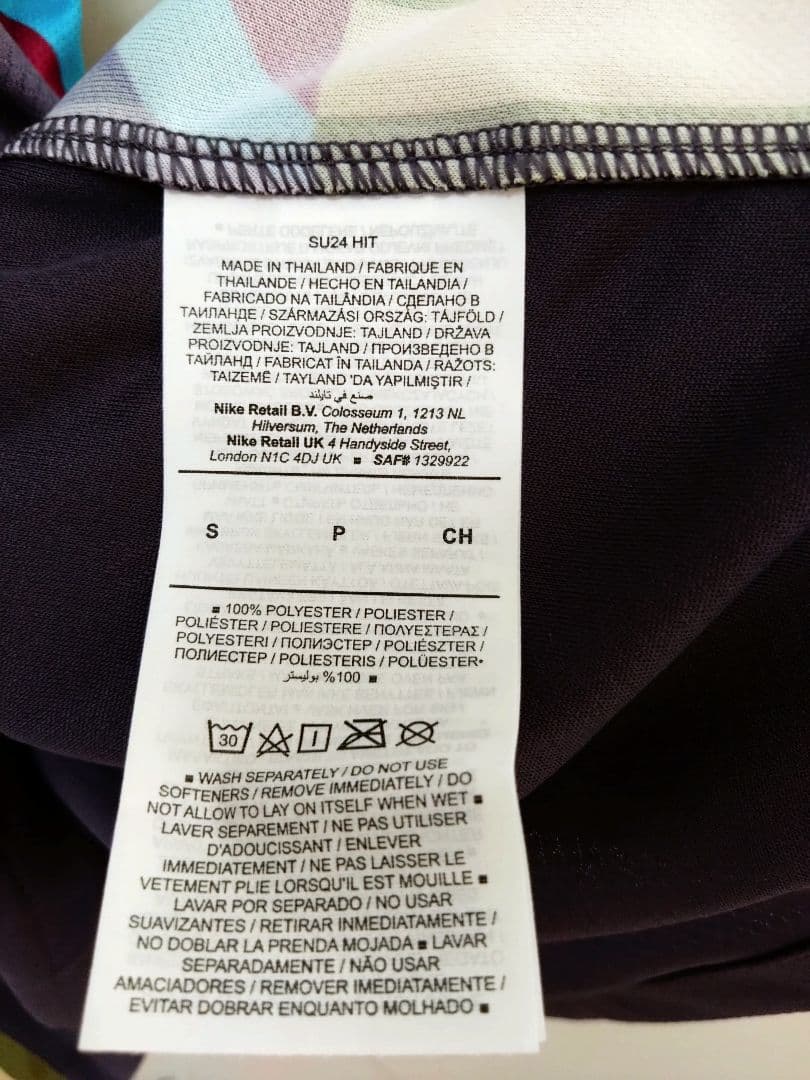 SU24 HIT
MADE IN THAILAND / FABRIQUE EN
THAILANDE / HECHO EN TAILANDIA /
FABRICADO NA TAILÂNDIA / СДЕЛАНО В
ТАИЛАНДЕ / SZÁRMAZÁSI ORSZÁG: TÁJFÖLD /
ZEMLJA PROIZVODNJE: TAJLAND / DRŽAVA
PROIZVODNJE: TAJLAND / ПРОИЗВЕДЕНО В
ТАЙЛАНД / FABRICAT ÎN TAILANDA / RAŽOTS:
TAIZEMĒ / TAYLAND 'DA YAPILMIŞTIR /
صنع في تايلند
Nike Retail B.V. Colosseum 1, 1213 NL
Hilversum, The Netherlands
Nike Retail UK 4 Handyside Street,
London N1C 4DJ UK ■ SAF# 1329922
S P CH
■ 100% POLYESTER / POLIESTER /
POLIÉSTER / POLIESTERE / ΠΟΛΥΕΣΤΕΡΑΣ /
POLYESTERI / ПОЛИЭСТЕР / POLIÉSZTER /
ПОЛИЕСТЕР / POLIESTERIS / POLÜESTER•
100% بوليستر ■
30
■ WASH SEPARATELY / DO NOT USE
SOFTENERS / REMOVE IMMEDIATELY / DO
NOT ALLOW TO LAY ON ITSELF WHEN WET ■
LAVER SEPAREMENT / NE PAS UTILISER
D'ADOUCISSANT / ENLEVER
IMMEDIATEMENT / NE PAS LAISSER LE
VETEMENT PLIE LORSQU'IL EST MOUILLE ■
LAVAR POR SEPARADO / NO USAR
SUAVIZANTES / RETIRAR INMEDIATAMENTE /
NO DOBLAR LA PRENDA MOJADA ■ LAVAR
SEPARADAMENTE / NÃO USAR
AMACIADORES / REMOVER IMEDIATAMENTE /
EVITAR DOBRAR ENQUANTO MOLHADO ■